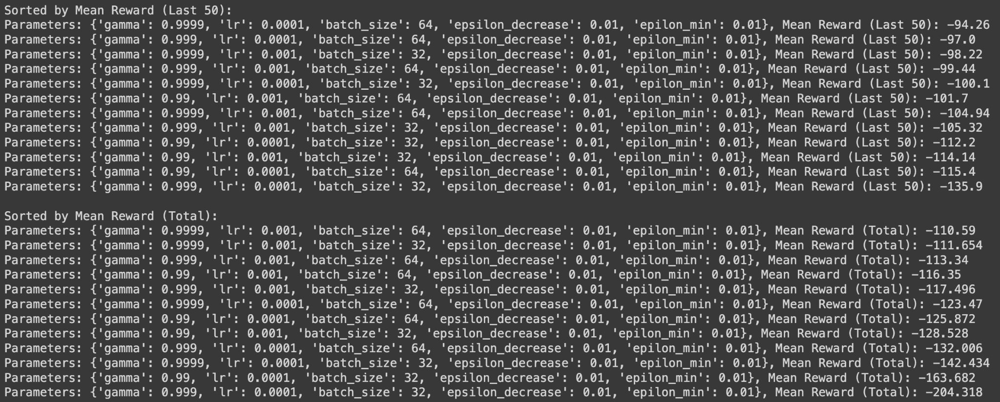 Sorted by Mean Reward (Last 50):
Parameters: {'gamma': 0.9999, 'lr': 0.0001, 'batch_size': 64, 'epsilon_decrease': 0.01, 'epilon_min': 0.01}, Mean Reward (Last 50): -94.26
Parameters: {'gamma': 0.999, 'lr': 0.0001, 'batch_size': 64, 'epsilon_decrease': 0.01, 'epilon_min': 0.01}, Mean Reward (Last 50): -97.0
Parameters: {'gamma': 0.9999, 'lr': 0.001, 'batch_size': 32, 'epsilon_decrease': 0.01, 'epilon_min': 0.01}, Mean Reward (Last 50): -98.22
Parameters: {'gamma': 0.999, 'lr': 0.001, 'batch_size': 64, 'epsilon_decrease': 0.01, 'epilon_min': 0.01}, Mean Reward (Last 50): -99.44
Parameters: {'gamma': 0.9999, 'lr': 0.0001, 'batch_size': 32, 'epsilon_decrease': 0.01, 'epilon_min': 0.01}, Mean Reward (Last 50): -100.1
Parameters: {'gamma': 0.99, 'lr': 0.001, 'batch_size': 64, 'epsilon_decrease': 0.01, 'epilon_min': 0.01}, Mean Reward (Last 50): -101.7
Parameters: {'gamma': 0.9999, 'lr': 0.001, 'batch_size': 64, 'epsilon_decrease': 0.01, 'epilon_min': 0.01}, Mean Reward (Last 50): -104.94
Parameters: {'gamma': 0.999, 'lr': 0.001, 'batch_size': 32, 'epsilon_decrease': 0.01, 'epilon_min': 0.01}, Mean Reward (Last 50): -105.32
Parameters: {'gamma': 0.99, 'lr': 0.0001, 'batch_size': 32, 'epsilon_decrease': 0.01, 'epilon_min': 0.01}, Mean Reward (Last 50): -112.2
Parameters: {'gamma': 0.99, 'lr': 0.001, 'batch_size': 32, 'epsilon_decrease': 0.01, 'epilon_min': 0.01}, Mean Reward (Last 50): -114.14
Parameters: {'gamma': 0.99, 'lr': 0.0001, 'batch_size': 64, 'epsilon_decrease': 0.01, 'epilon_min': 0.01}, Mean Reward (Last 50): -115.4
Parameters: {'gamma': 0.999, 'lr': 0.0001, 'batch_size': 32, 'epsilon_decrease': 0.01, 'epilon_min': 0.01}, Mean Reward (Last 50): -135.9
Sorted by Mean Reward (Total):
Parameters: {'gamma': 0.9999, 'lr': 0.001, 'batch_size': 64, 'epsilon_decrease': 0.01, 'epilon_min': 0.01}, Mean Reward (Total): -110.59
Parameters: {'gamma': 0.9999, 'lr': 0.001, 'batch_size': 32, 'epsilon_decrease': 0.01, 'epilon_min': 0.01}, Mean Reward (Total): -111.654
Parameters: {'gamma': 0.999, 'lr': 0.001, 'batch_size': 64, 'epsilon_decrease': 0.01, 'epilon_min': 0.01}, Mean Reward (Total): -113.34
Parameters: {'gamma': 0.99, 'lr': 0.001, 'batch_size': 64, 'epsilon_decrease': 0.01, 'epilon_min': 0.01}, Mean Reward (Total): -116.35
Parameters: {'gamma': 0.999, 'lr': 0.001, 'batch_size': 32, 'epsilon_decrease': 0.01, 'epilon_min': 0.01}, Mean Reward (Total): -117.496
Parameters: {'gamma': 0.9999, 'lr': 0.0001, 'batch_size': 64, 'epsilon_decrease': 0.01, 'epilon_min': 0.01}, Mean Reward (Total): -123.47
Parameters: {'gamma': 0.99, 'lr': 0.0001, 'batch_size': 64, 'epsilon_decrease': 0.01, 'epilon_min': 0.01}, Mean Reward (Total): -125.872
Parameters: {'gamma': 0.99, 'lr': 0.001, 'batch_size': 32, 'epsilon_decrease': 0.01, 'epilon_min': 0.01}, Mean Reward (Total): -128.528
Parameters: {'gamma': 0.999, 'lr': 0.0001, 'batch_size': 64, 'epsilon_decrease': 0.01, 'epilon_min': 0.01}, Mean Reward (Total): -132.006
Parameters: {'gamma': 0.9999, 'lr': 0.0001, 'batch_size': 32, 'epsilon_decrease': 0.01, 'epilon_min': 0.01}, Mean Reward (Total): -142.434
Parameters: {'gamma': 0.99, 'lr': 0.0001, 'batch_size': 32, 'epsilon_decrease': 0.01, 'epilon_min': 0.01}, Mean Reward (Total): -163.682
Parameters: {'gamma': 0.999, 'lr': 0.0001, 'batch_size': 32, 'epsilon_decrease': 0.01, 'epilon_min': 0.01}, Mean Reward (Total): -204.318